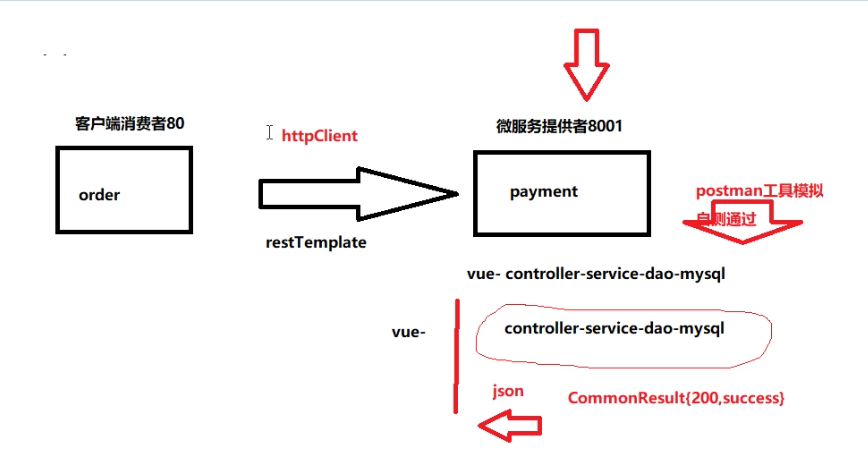 客户端消费者80
httpClient
微服务提供者8001
order
payment
postman工具模拟
自测通过
restTemplate
vue- controller-service-dao-mysql
vue-
controller-service-dao-mysql
json
CommonResult{200,success}